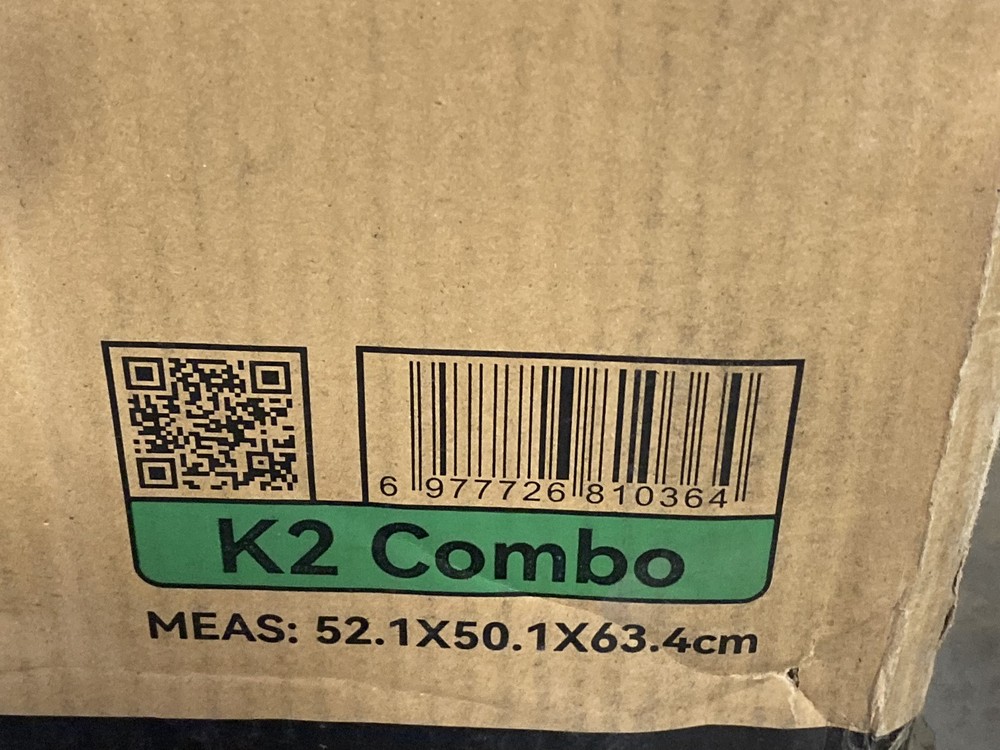 6 977726 810364
K2 Combo
MEAS: 52.1X50.1X63.4cm